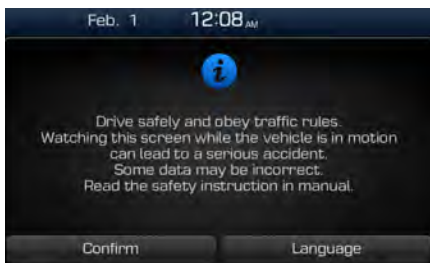 Feb. 1 12:08 AM
i
Drive safely and obey traffic rules.
Watching this screen while the vehicle is in motion
can lead to a serious accident.
Some data may be incorrect.
Read the safety instruction in manual.
Confirm Language